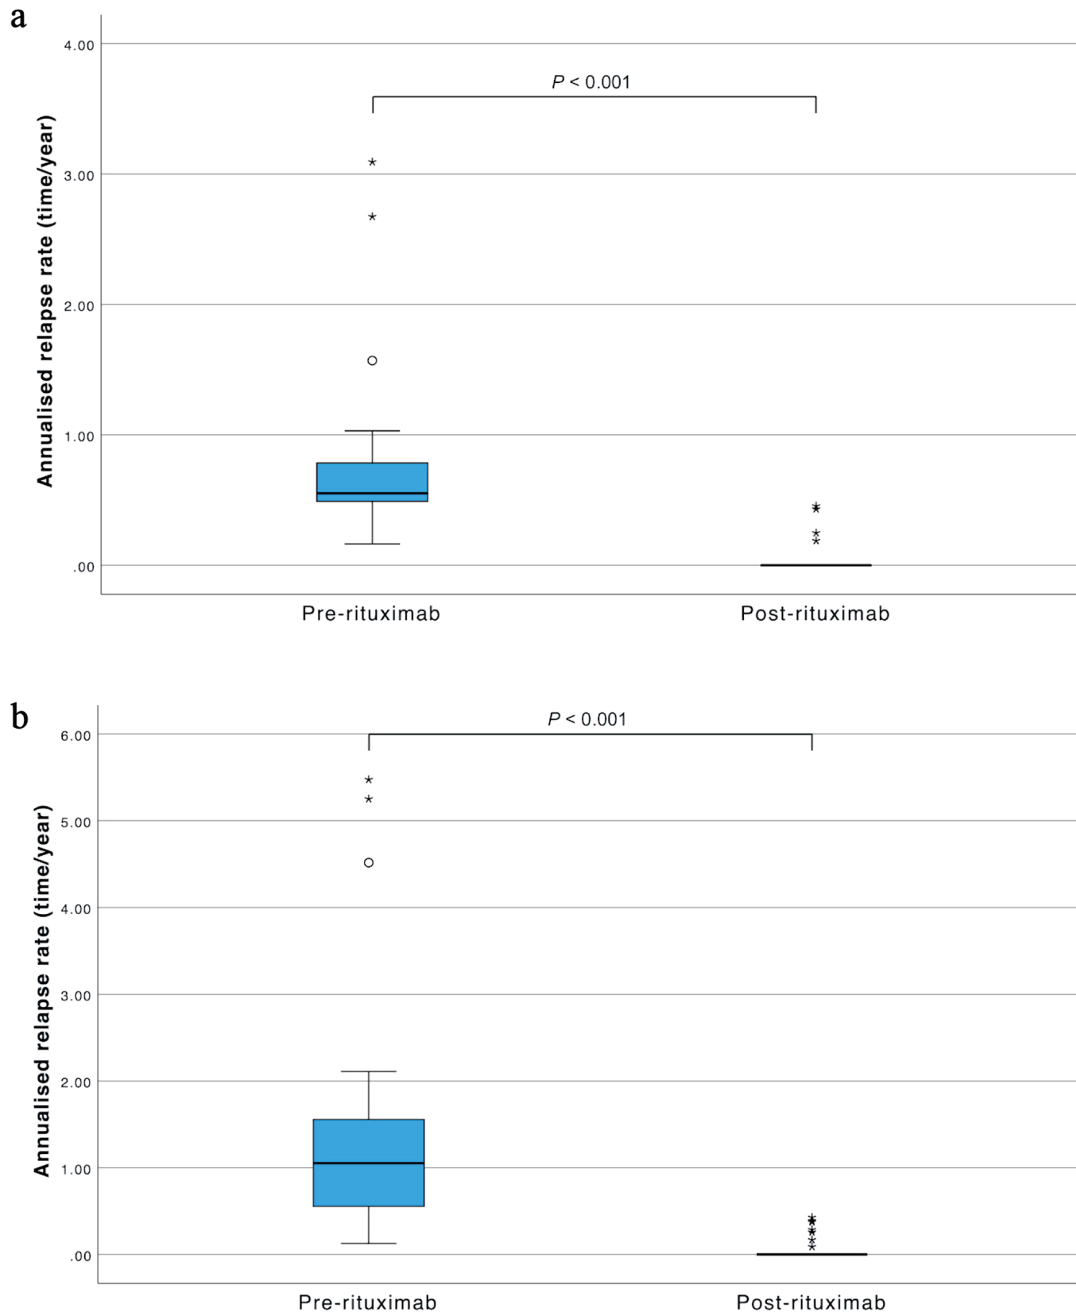 a
4.00
P < 0.001
3.00
2.00
1.00
.00
Annualised relapse rate (time/year)
Pre-rituximab
Post-rituximab
b
P < 0.001
6.00
5.00
4.00
3.00
2.00
1.00
.00
Annualised relapse rate (time/year)
Pre-rituximab
Post-rituximab